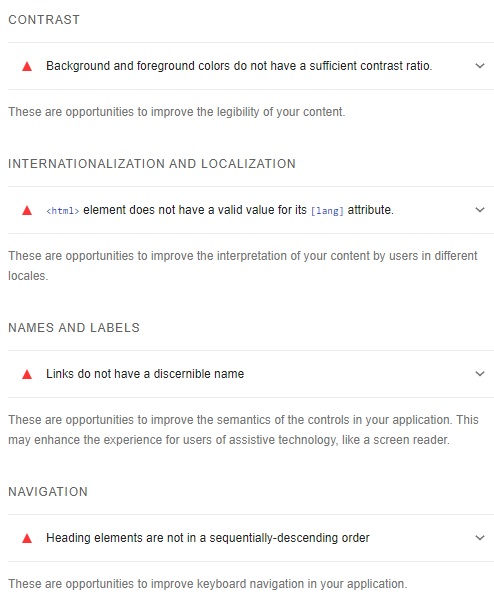 CONTRAST
Background and foreground colors do not have a sufficient contrast ratio.
These are opportunities to improve the legibility of your content.
INTERNATIONALIZATION AND LOCALIZATION
<html> element does not have a valid value for its [lang] attribute.
These are opportunities to improve the interpretation of your content by users in different
locales.
NAMES AND LABELS
Links do not have a discernible name
These are opportunities to improve the semantics of the controls in your application. This
may enhance the experience for users of assistive technology, like a screen reader.
NAVIGATION
Heading elements are not in a sequentially-descending order
These are opportunities to improve keyboard navigation in your application.